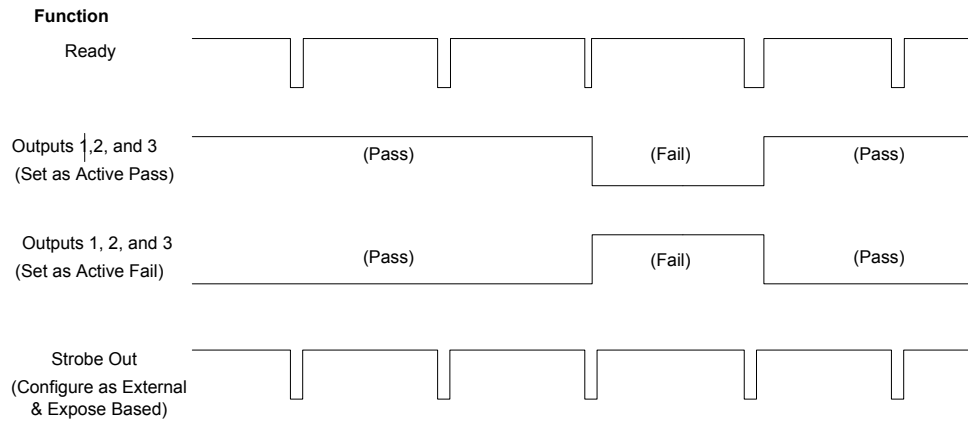 Function
Ready
Outputs 1,2, and 3
(Set as Active Pass)
(Pass)
(Fail)
(Pass)
Outputs 1, 2, and 3
(Set as Active Fail)
(Pass)
(Fail)
(Pass)
Strobe Out
(Configure as External
& Expose Based)